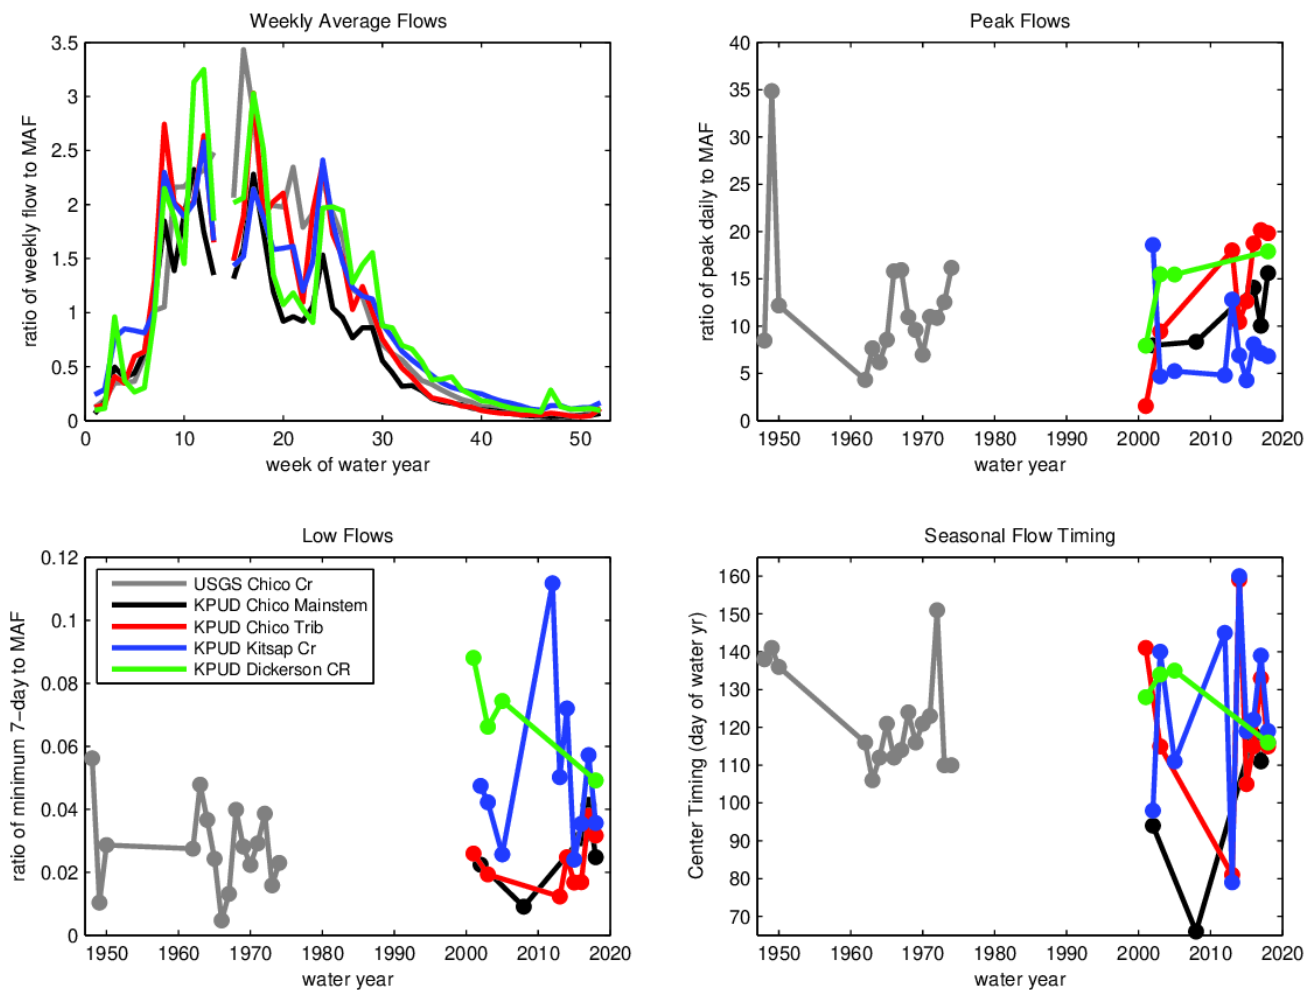 Weekly Average Flows
ratio of weekly flow to MAF
3.5
3
2.5
2
1.5
1
0.5
0
0 10 20 30 40 50
week of water year
Peak Flows
ratio of peak daily to MAF
40
35
30
25
20
15
10
5
0
1950 1960 1970 1980 1990 2000 2010 2020
water year
Low Flows
ratio of minimum 7-day to MAF
0.12
0.1
0.08
0.06
0.04
0.02
0
USGS Chico Cr
KPUD Chico Mainstem
KPUD Chico Trib
KPUD Kitsap Cr
KPUD Dickerson CR
1950 1960 1970 1980 1990 2000 2010 2020
water year
Seasonal Flow Timing
Center Timing (day of water yr)
160
150
140
130
120
110
100
90
80
70
1950 1960 1970 1980 1990 2000 2010 2020
water year